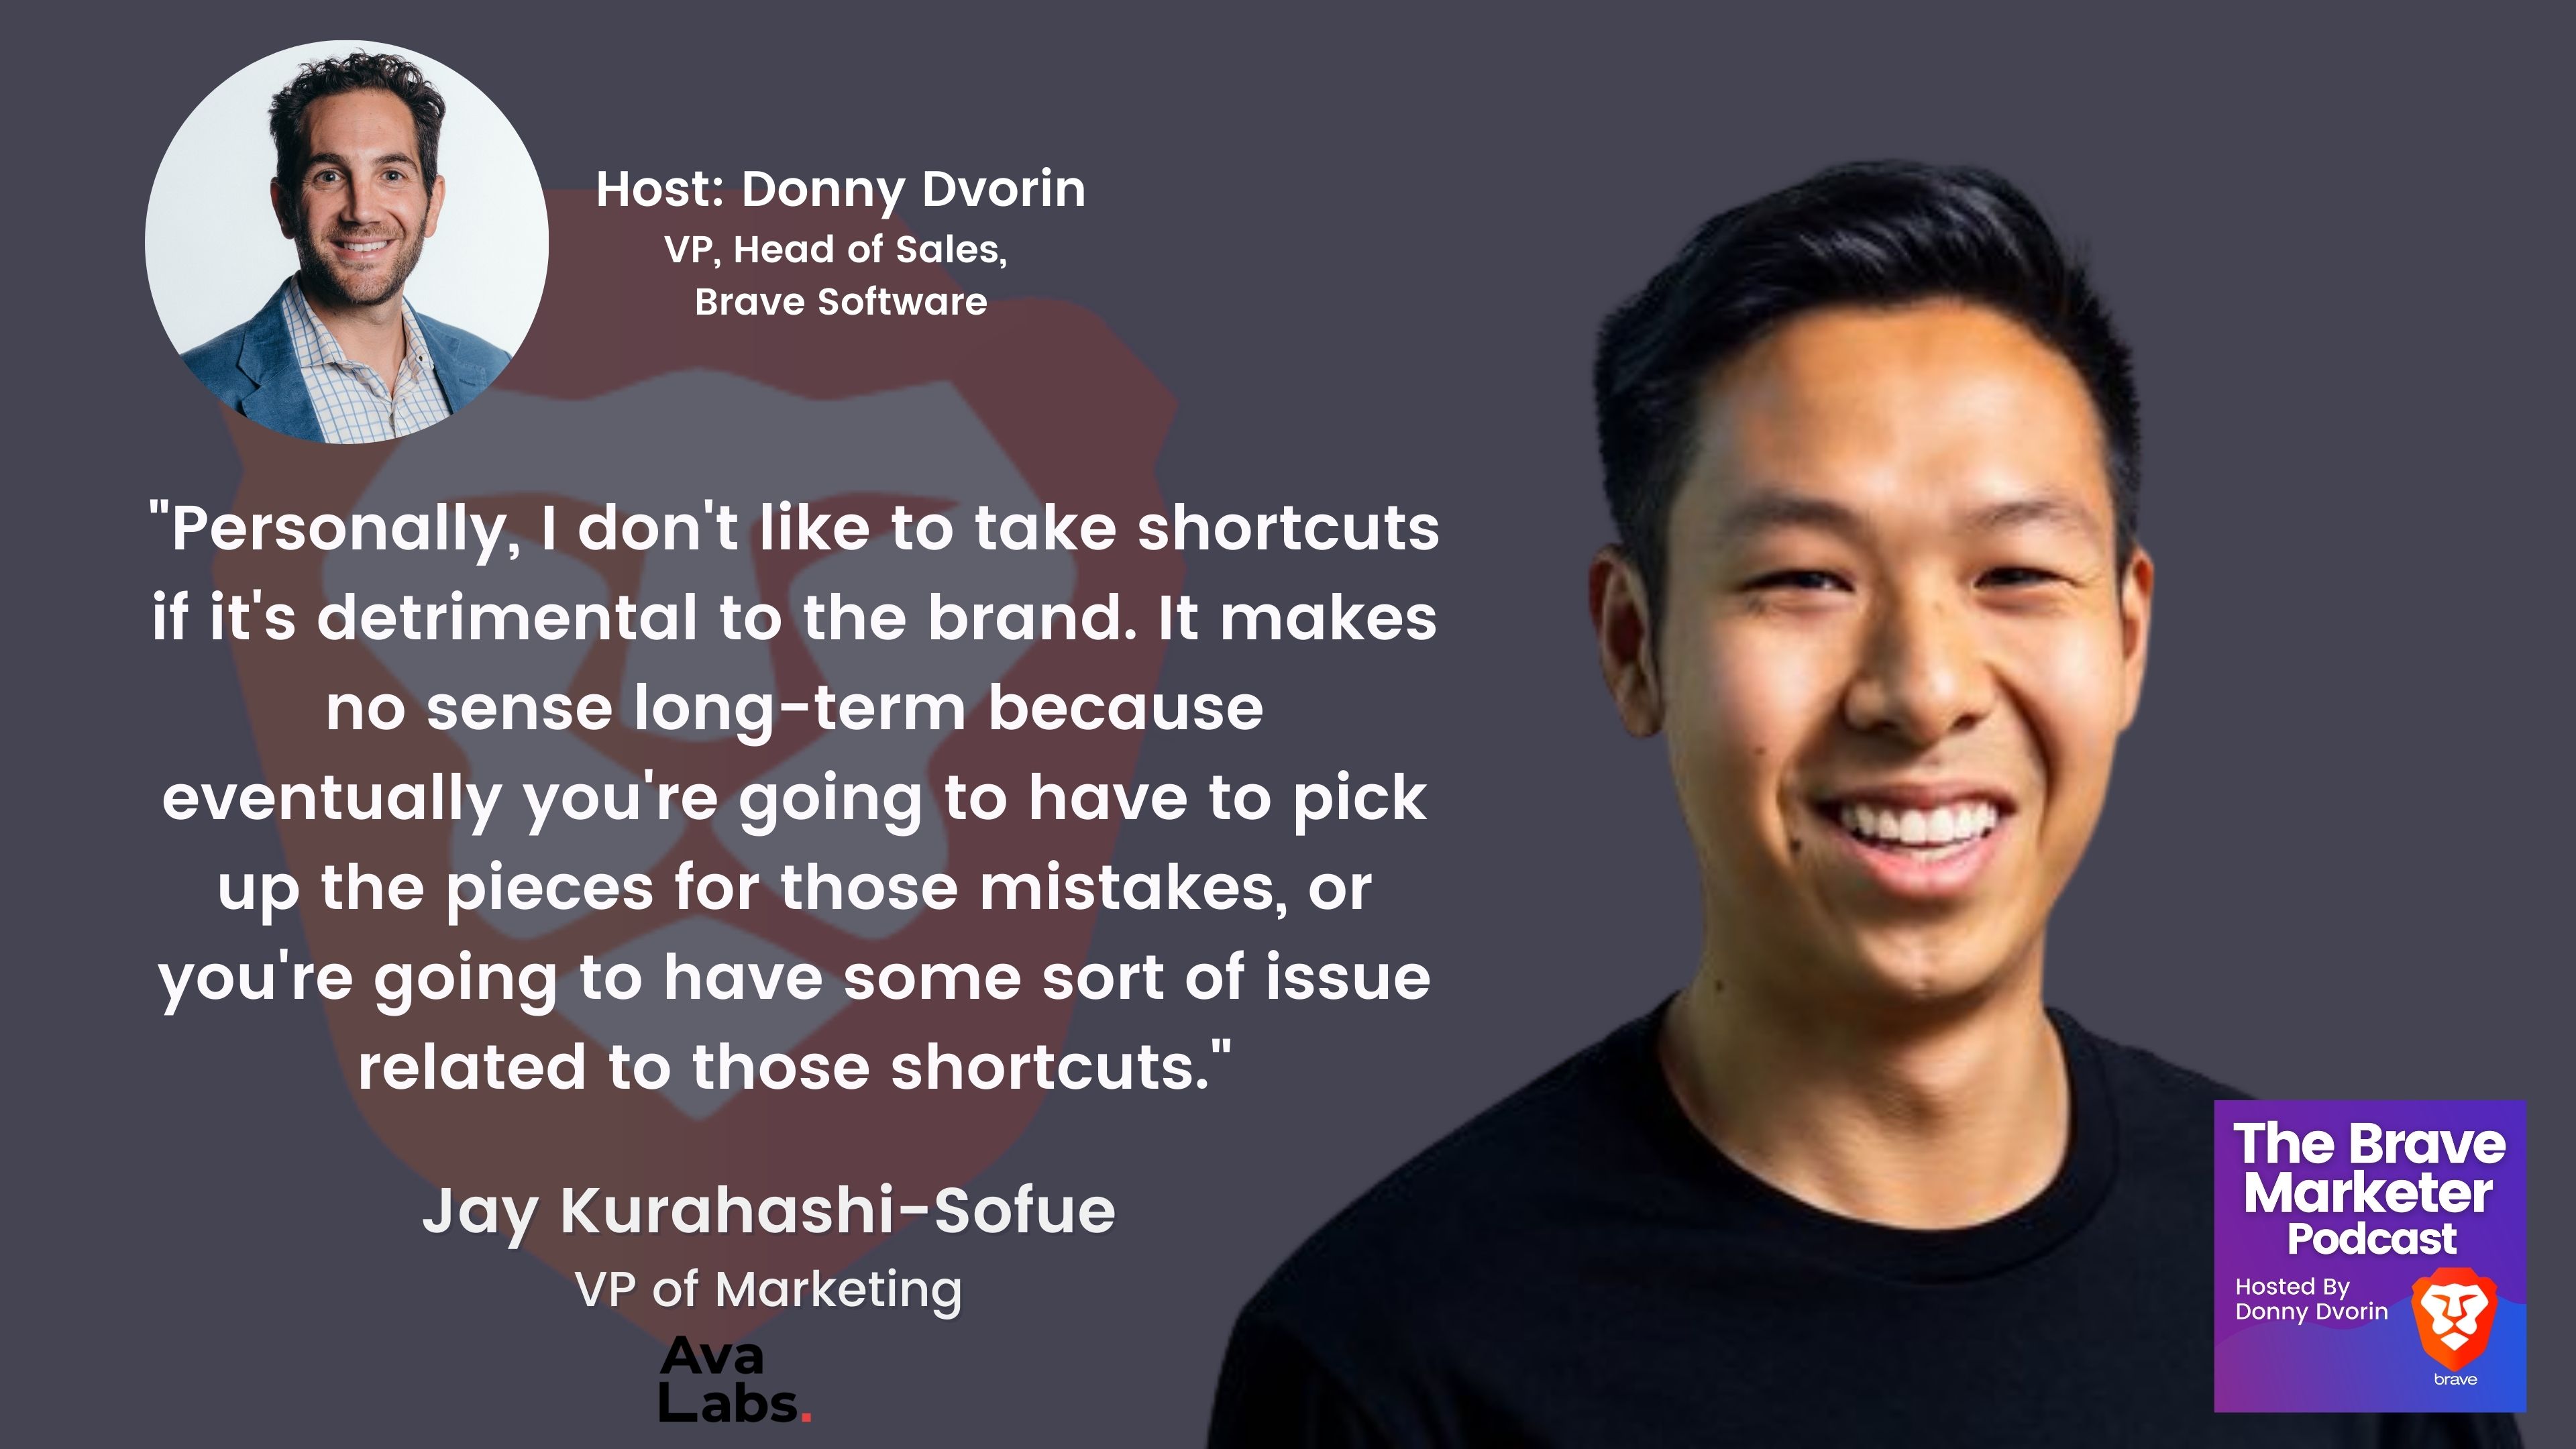 Host: Donny Dvorin
VP, Head of Sales,
Brave Software
"Personally, I don't like to take shortcuts
if it's detrimental to the brand. It makes
no sense long-term because
eventually you're going to have to pick
up the pieces for those mistakes, or
you're going to have some sort of issue
related to those shortcuts."
Jay Kurahashi-Sofue
VP of Marketing
Ava
Labs.
The Brave
Marketer
Podcast
Hosted By
Donny Dvorin
brave